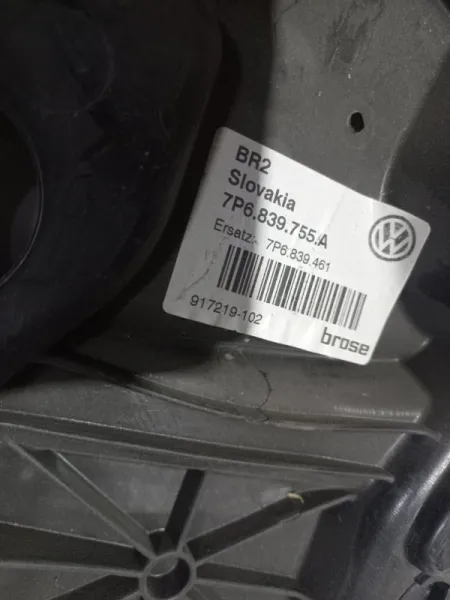 BR2
Slovakia
7P6.839.755.A
Ersatz:- 7P6.839.461
917219-102
brose